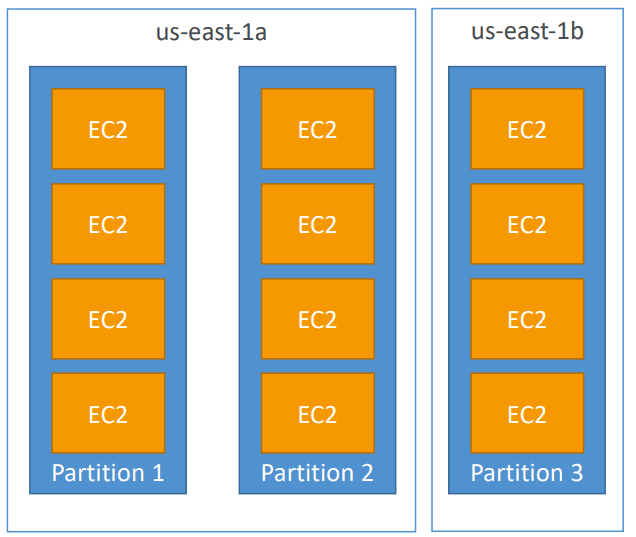 us-east-1a
EC2
EC2
EC2
EC2
Partition 1
EC2
EC2
EC2
EC2
Partition 2
us-east-1b
EC2
EC2
EC2
EC2
Partition 3